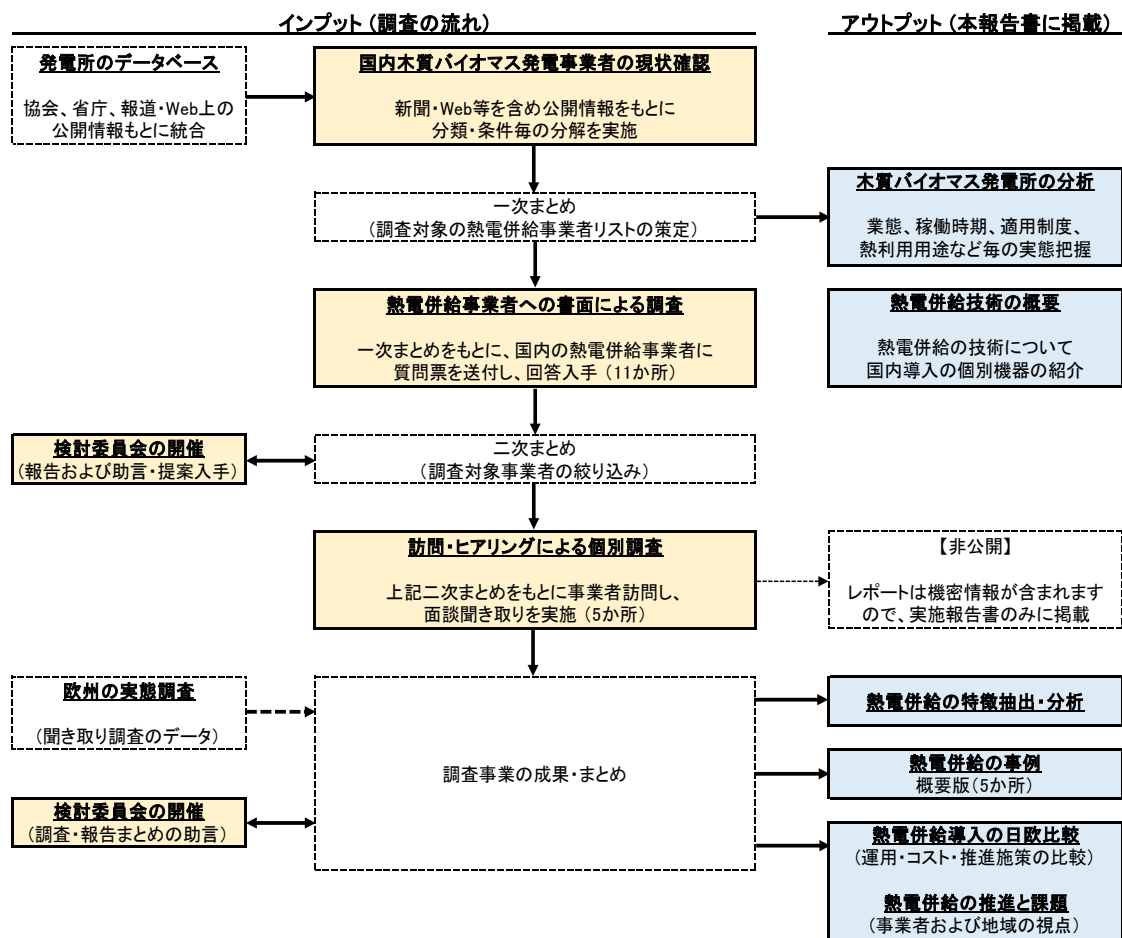 インプット（調査の流れ）
アウトプット（本報告書に掲載）
発電所のデータベース
協会、省庁、報道・Web上の
公開情報もとに統合
国内木質バイオマス発電事業者の現状確認
新聞・Web等を含め公開情報をもとに
分類・条件毎の分解を実施
一次まとめ
（調査対象の熱電併給事業者リストの策定）
木質バイオマス発電所の分析
業態、稼働時期、適用制度、
熱利用用途など毎の実態把握
熱電併給事業者への書面による調査
一次まとめをもとに、国内の熱電併給事業者に
質問票を送付し、回答入手（11か所）
熱電併給技術の概要
熱電併給の技術について
国内導入の個別機器の紹介
検討委員会の開催
（報告および助言・提案入手）
二次まとめ
（調査対象事業者の絞り込み）
訪問・ヒアリングによる個別調査
上記二次まとめをもとに事業者訪問し、
面談聞き取りを実施（5か所）
【非公開】
レポートは機密情報が含まれます
ので、実施報告書のみに掲載
欧州の実態調査
（聞き取り調査のデータ）
検討委員会の開催
（調査・報告まとめの助言）
調査事業の成果・まとめ
熱電併給の特徴抽出・分析
熱電併給の事例
概要版（5か所）
熱電併給導入の日欧比較
（運用・コスト・推進施策の比較）
熱電併給の推進と課題
（事業者および地域の視点）